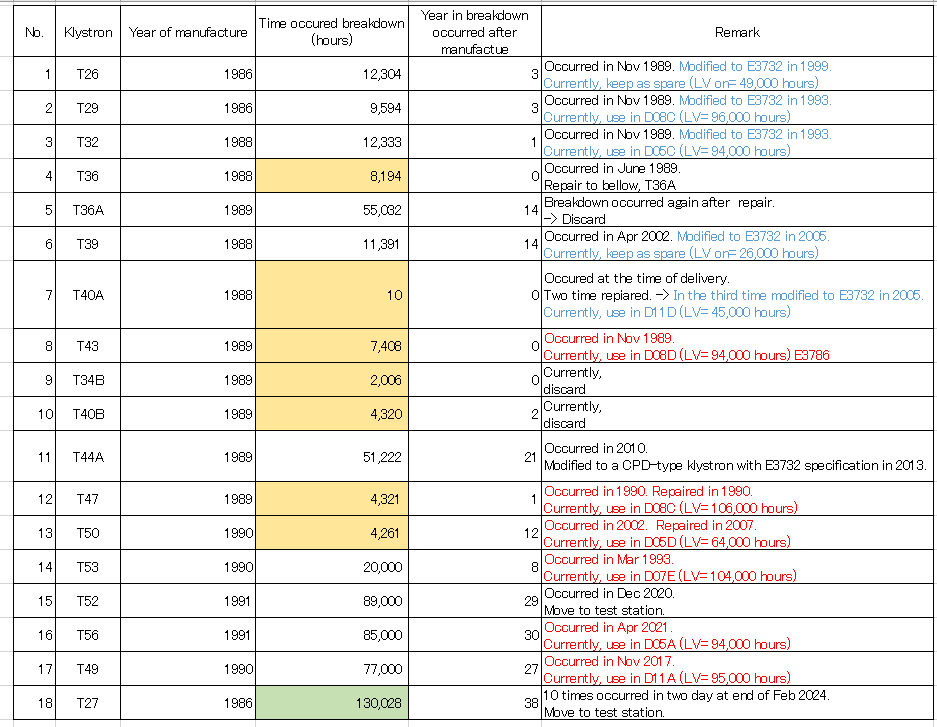 No. Klystron Year of manufacture Time occured breakdown (hours) Year in breakdown occurred after manufactue Remark
1 T26 1986 12,304 3 Occurred in Nov 1989. Modified to E3732 in 1999.
Currently, keep as spare (LV on= 49,000 hours)
2 T29 1986 9,594 3 Occurred in Nov 1989. Modified to E3732 in 1993.
Currently, use in D08C (LV= 96,000 hours)
3 T32 1988 12,333 1 Occurred in Nov 1989. Modified to E3732 in 1993.
Currently, use in D05C (LV= 94,000 hours)
4 T36 1988 8,194 0 Occurred in June 1989.
Repair to bellow, T36A
5 T36A 1989 55,032 14 Breakdown occurred again after repair.
-> Discard
6 T39 1988 11,391 14 Occurred in Apr 2002. Modified to E3732 in 2005.
Currently, keep as spare (LV on= 26,000 hours)
7 T40A 1988 10 0 Occured at the time of delivery.
Two time repiared. -> In the third time modified to E3732 in 2005.
Currently, use in D11D (LV= 45,000 hours)
8 T43 1989 7,408 0 Occurred in Nov 1989.
Currently, use in D08D (LV= 94,000 hours) E3786
9 T34B 1989 2,006 0 Currently,
discard
10 T40B 1989 4,320 2 Currently,
discard
11 T44A 1989 51,222 21 Occurred in 2010.
Modified to a CPD-type klystron with E3732 specification in 2013.
12 T47 1989 4,321 1 Occurred in 1990. Repaired in 1990.
Currently, use in D08C (LV= 106,000 hours)
13 T50 1990 4,261 12 Occurred in 2002. Repaired in 2007.
Currently, use in D05D (LV= 64,000 hours)
14 T53 1990 20,000 8 Occurred in Mar 1993.
Currently, use in D07E (LV= 104,000 hours)
15 T52 1991 89,000 29 Occurred in Dec 2020.
Move to test station.
16 T56 1991 85,000 30 Occurred in Apr 2021.
Currently, use in D05A (LV= 94,000 hours)
17 T49 1990 77,000 27 Occurred in Nov 2017.
Currently, use in D11A (LV= 95,000 hours)
18 T27 1986 130,028 38 10 times occurred in two day at end of Feb 2024.
Move to test station.